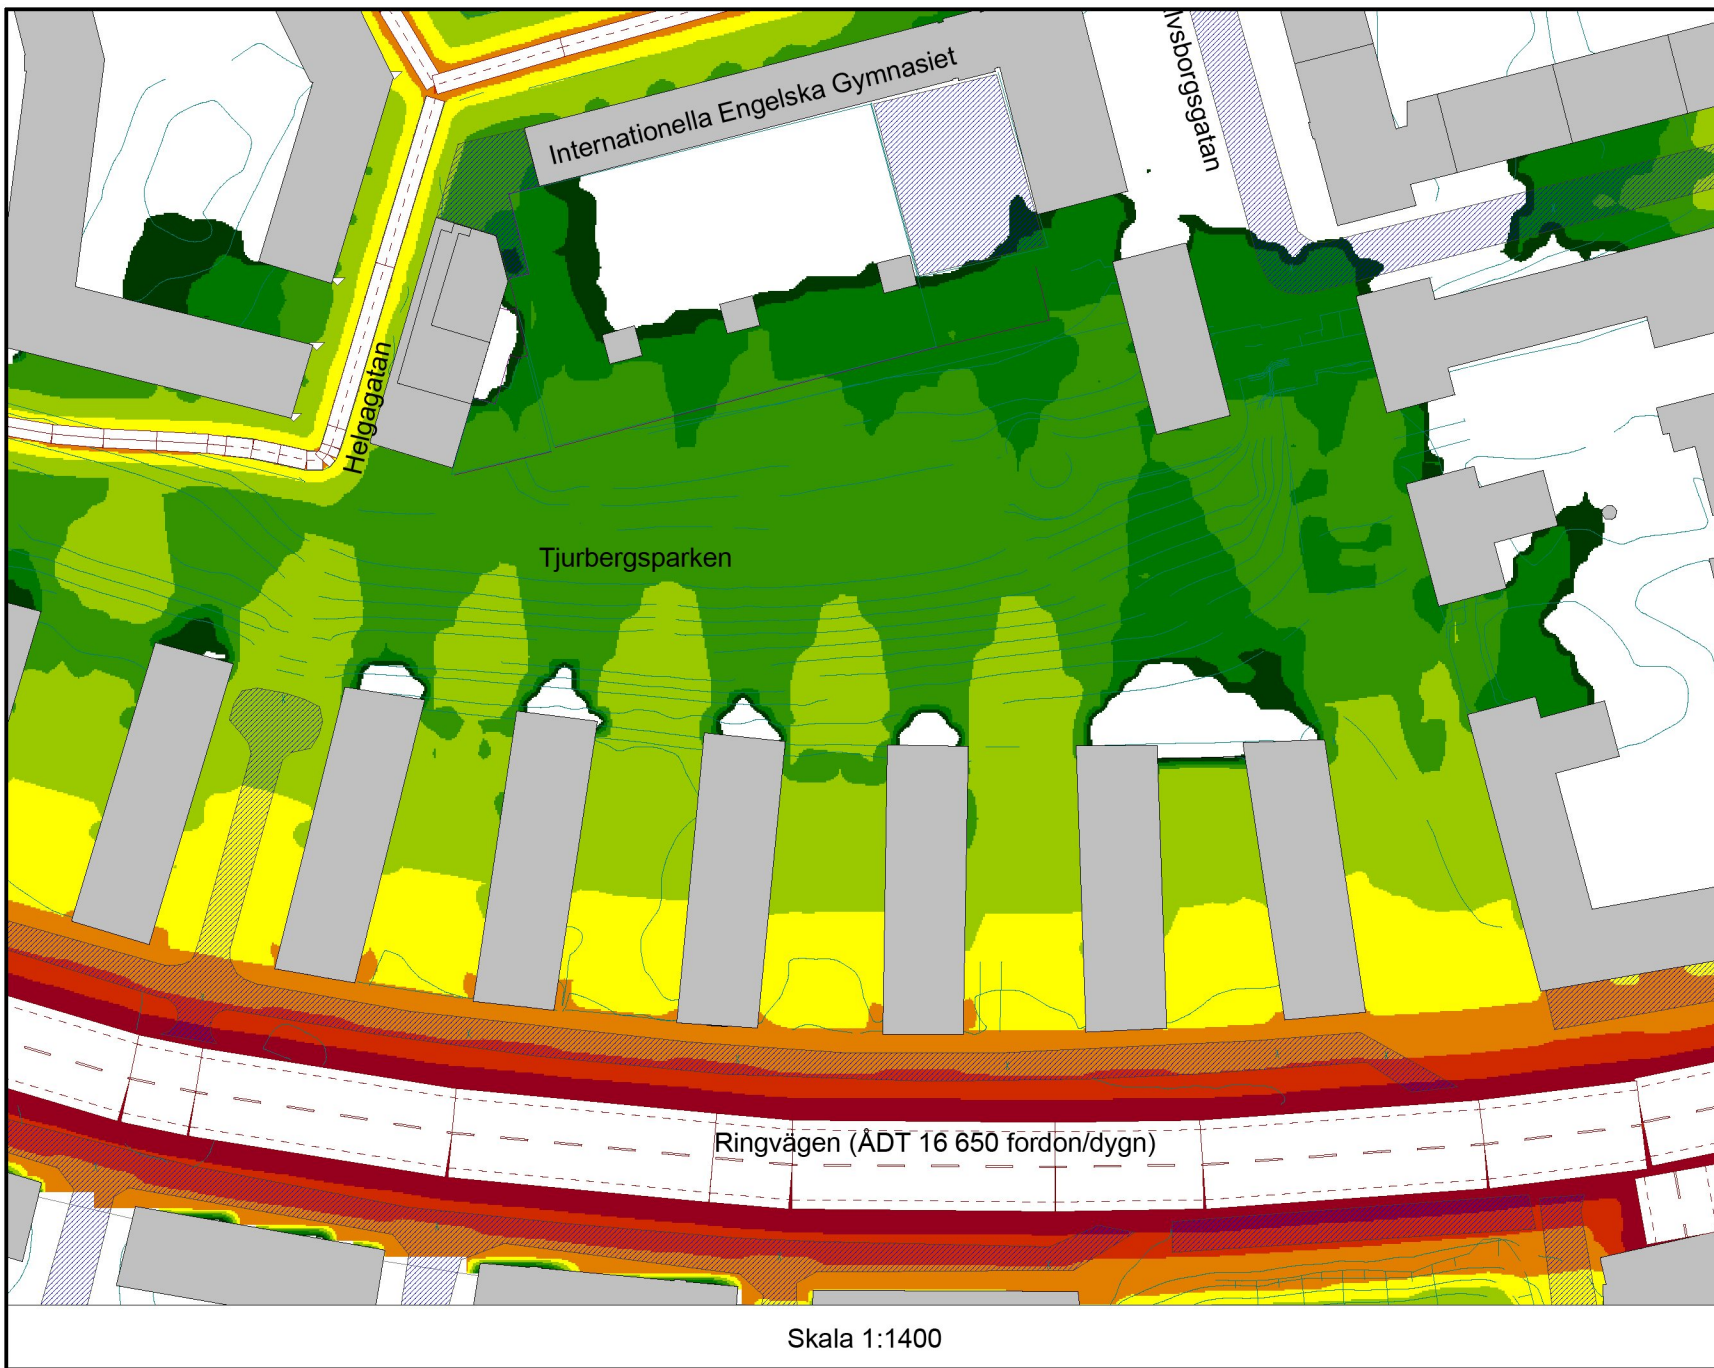 lvsborgsgatan
Internationella Engelska Gymnasiet
Helgagatan
Tjurbergsparken
Ringvägen (ÅDT 16 650 fordon/dygn)
Skala 1:1400